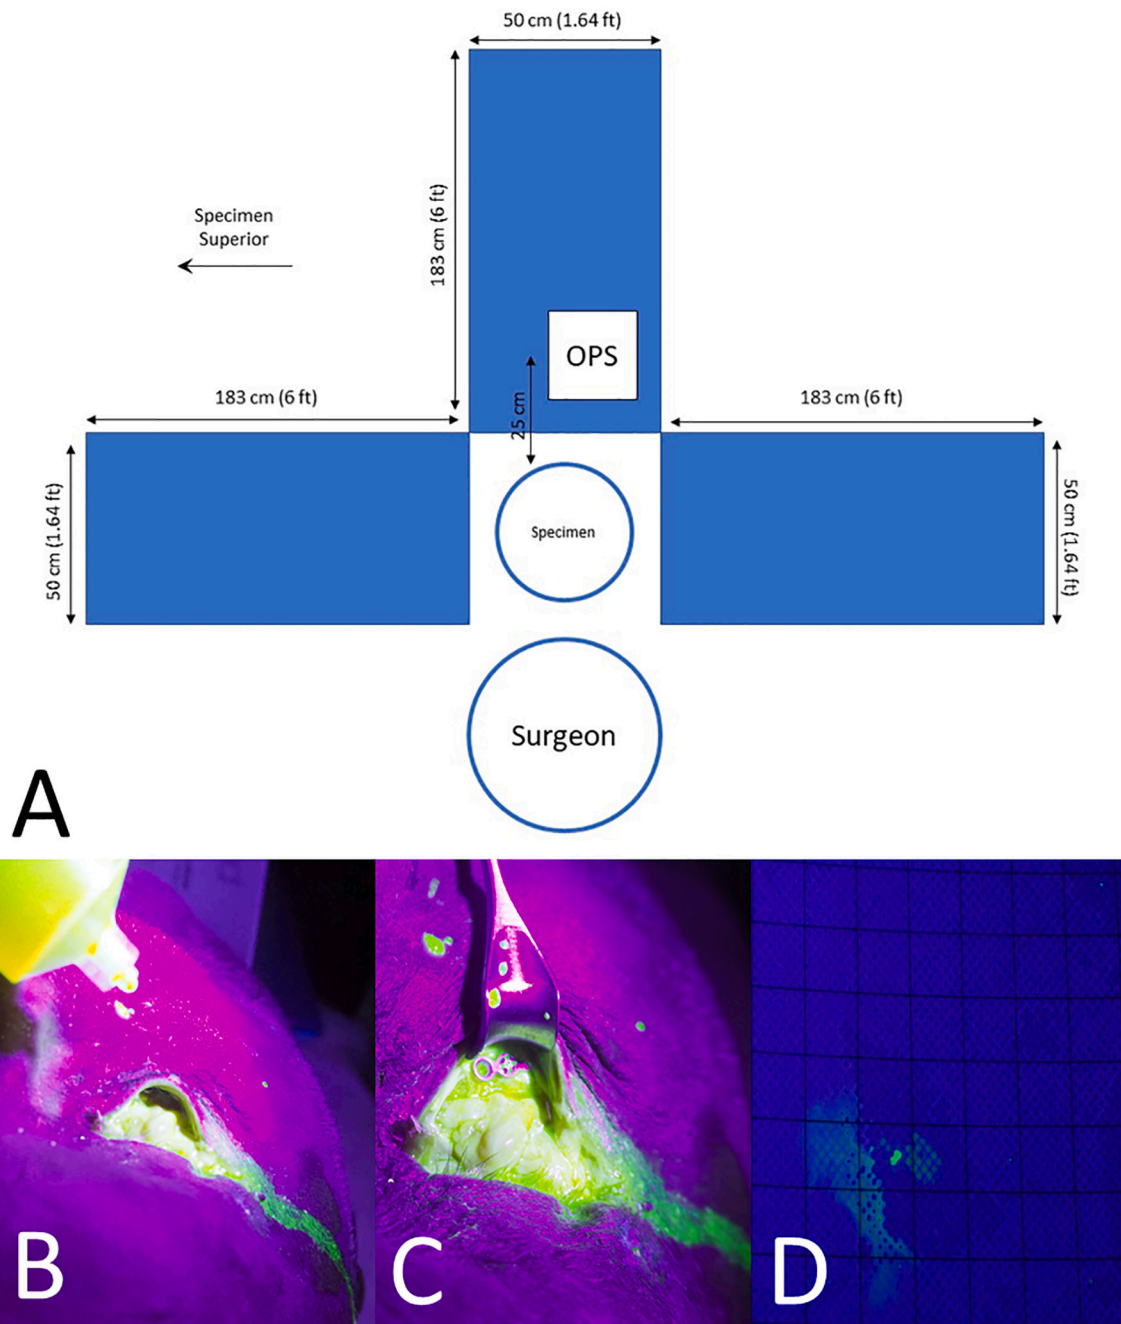 50 cm (1.64 ft)
183 cm (6 ft)
Specimen
Superior
OPS
25 cm
183 cm (6 ft)
183 cm (6 ft)
50 cm (1.64 ft)
50 cm (1.64 ft)
Specimen
Surgeon
A
B
C
D